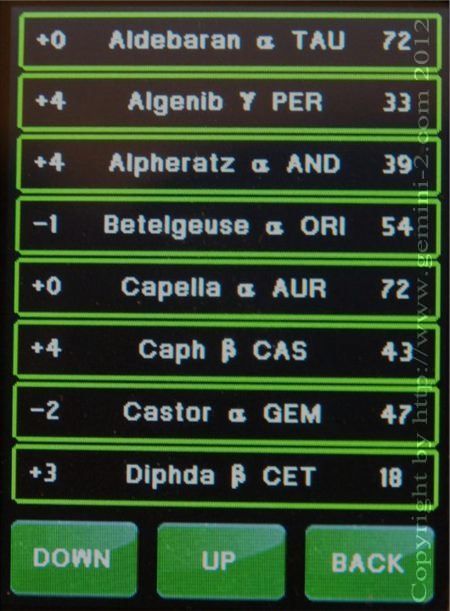 +0 Aldebaran α TAU 72
+4 Algenib γ PER 33
+4 Alpheratz α AND 39
-1 Betelgeuse α ORI 54
+0 Capella α AUR 72
+4 Caph β CAS 43
-2 Castor α GEM 47
+3 Diphda β CET 18
DOWN UP BACK
Copyright by http://www.gemini-2.com 2012